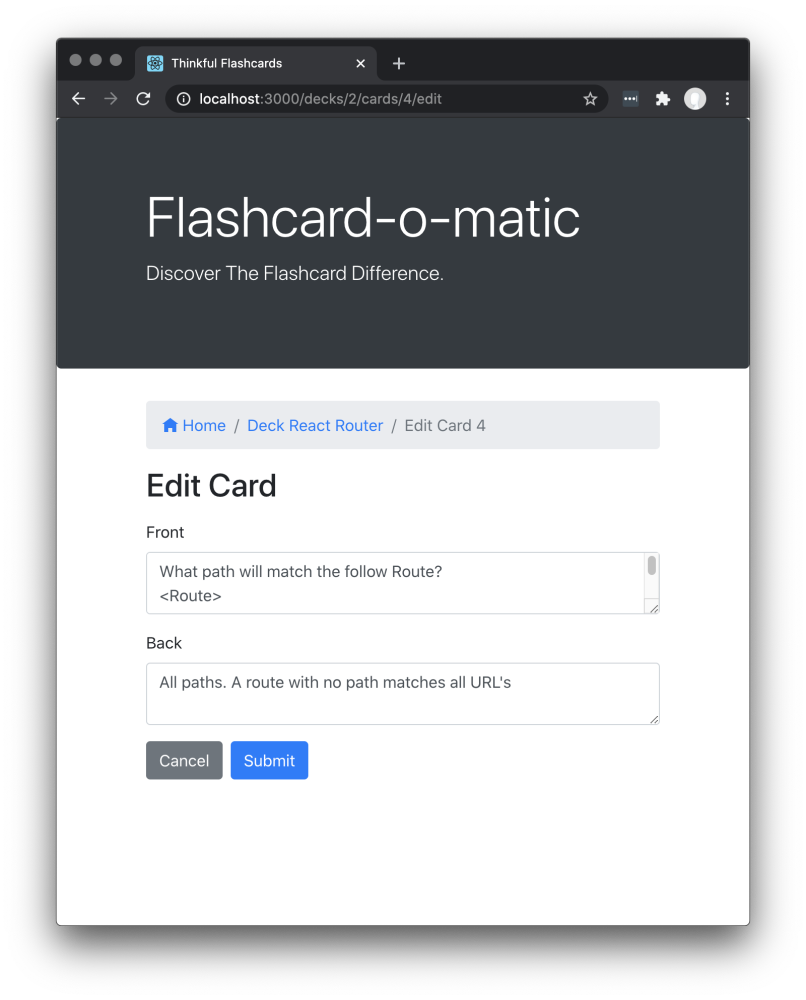 Thinkful Flashcards
localhost:3000/decks/2/cards/4/edit
Flashcard-o-matic
Discover The Flashcard Difference.
Home / Deck React Router / Edit Card 4
Edit Card
Front
What path will match the follow Route?
<Route>
Back
All paths. A route with no path matches all URL's
Cancel Submit